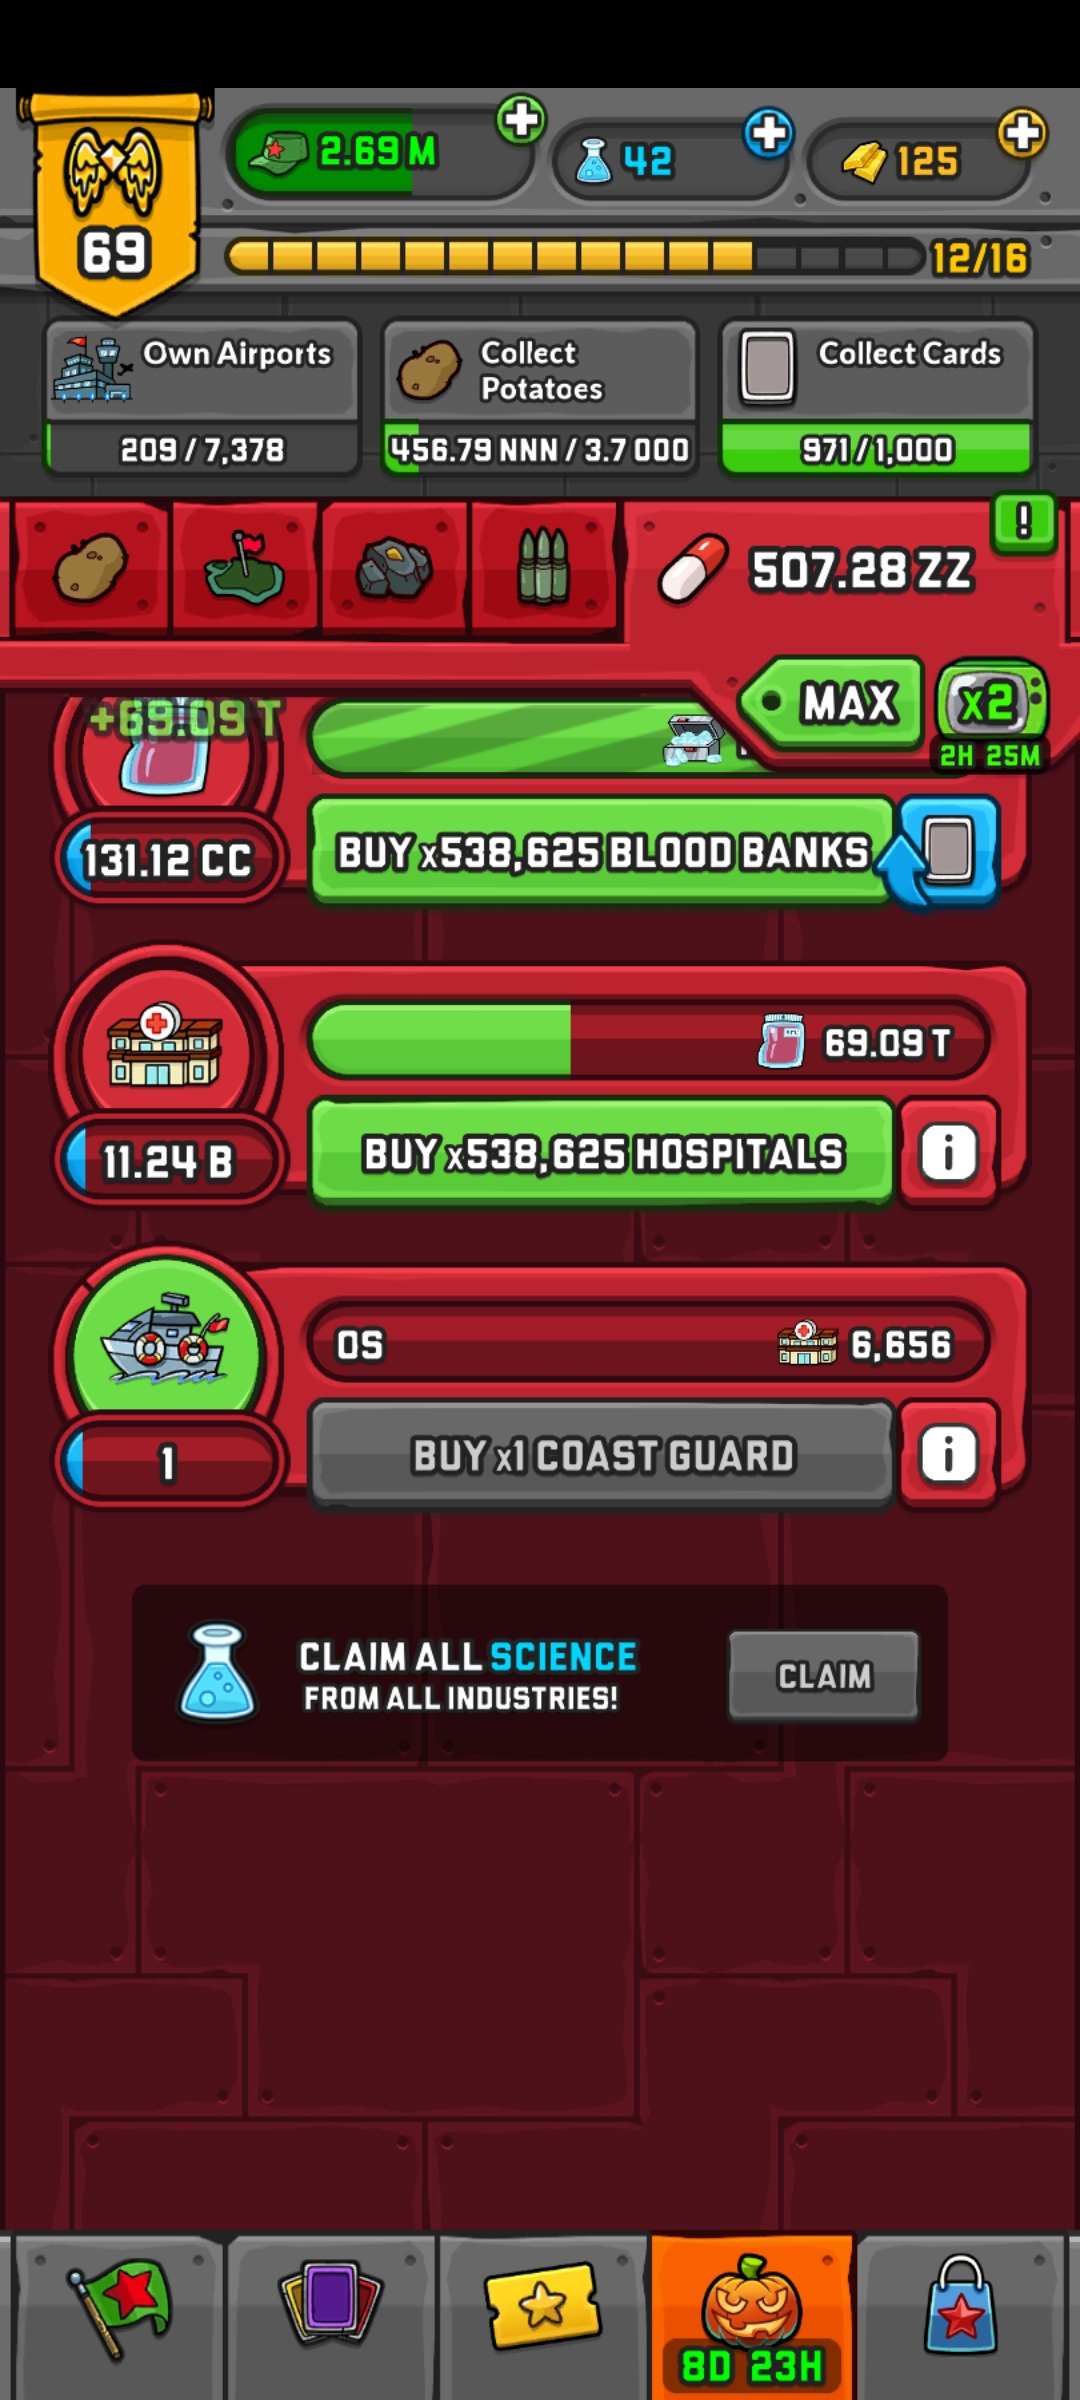 69
2.69 M
42
125
12/16
Own Airports
209 / 7,378
Collect
Potatoes
456.79 NNN / 3.7 OOO
Collect Cards
971 / 1,000
507.28 ZZ
!
MAX
x2
2H 25M
+69.09 T
131.12 CC
BUY x538,625 BLOOD BANKS
69.09 T
11.24 B
BUY x538,625 HOSPITALS
i
0S
6,656
1
BUY x1 COAST GUARD
i
CLAIM ALL SCIENCE
FROM ALL INDUSTRIES!
CLAIM
8D 23H